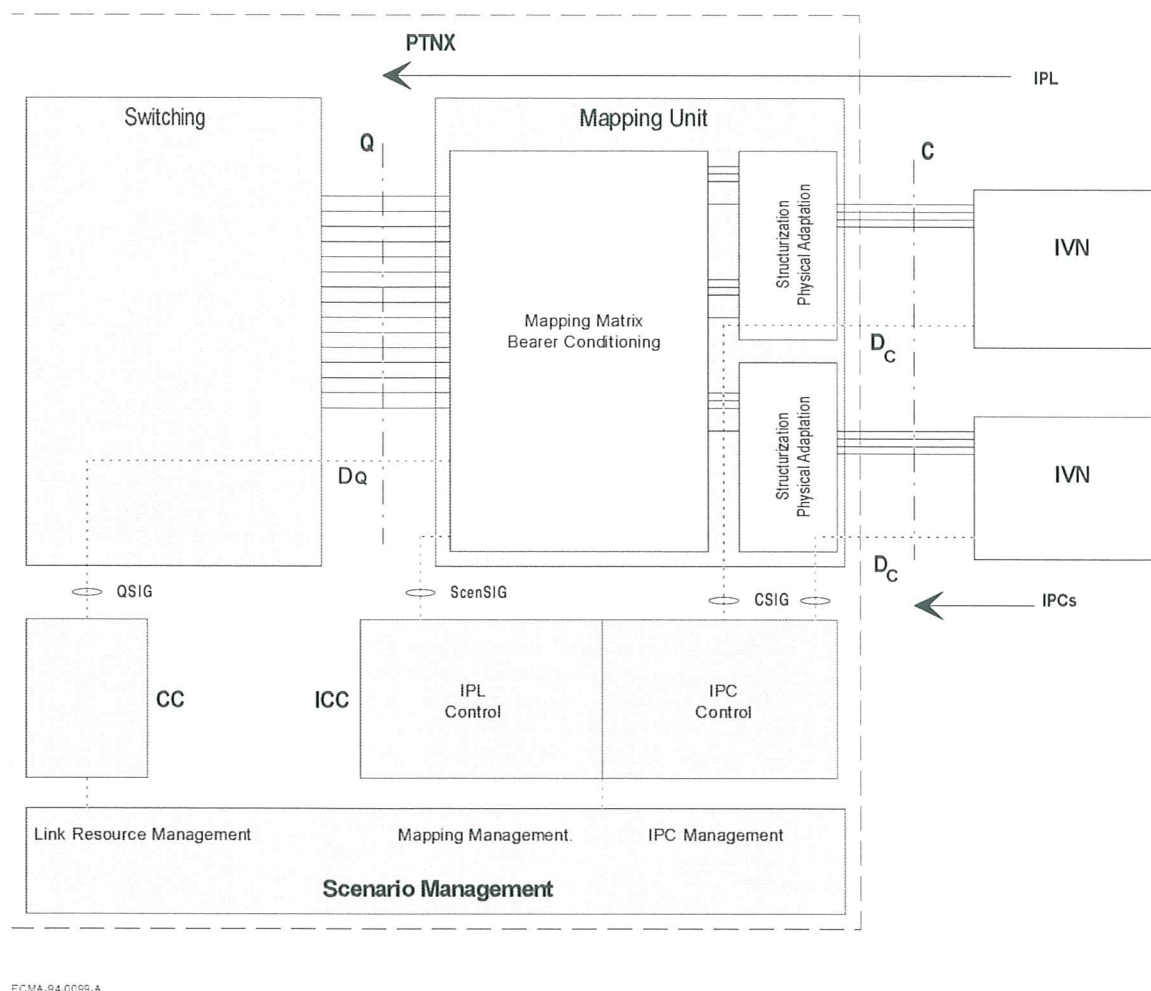 PTNX
IPL
Switching
Mapping Unit
Q
C
Structurization
Physical Adaptation
IVN
Mapping Matrix
Bearer Conditioning
DC
Structurization
Physical Adaptation
IVN
DQ
DC
QSIG
ScenSIG
CSIG
IPCs
CC
ICC
IPL
Control
IPC
Control
Link Resource Management
Mapping Management.
IPC Management
Scenario Management
ECMA-94-0099-A